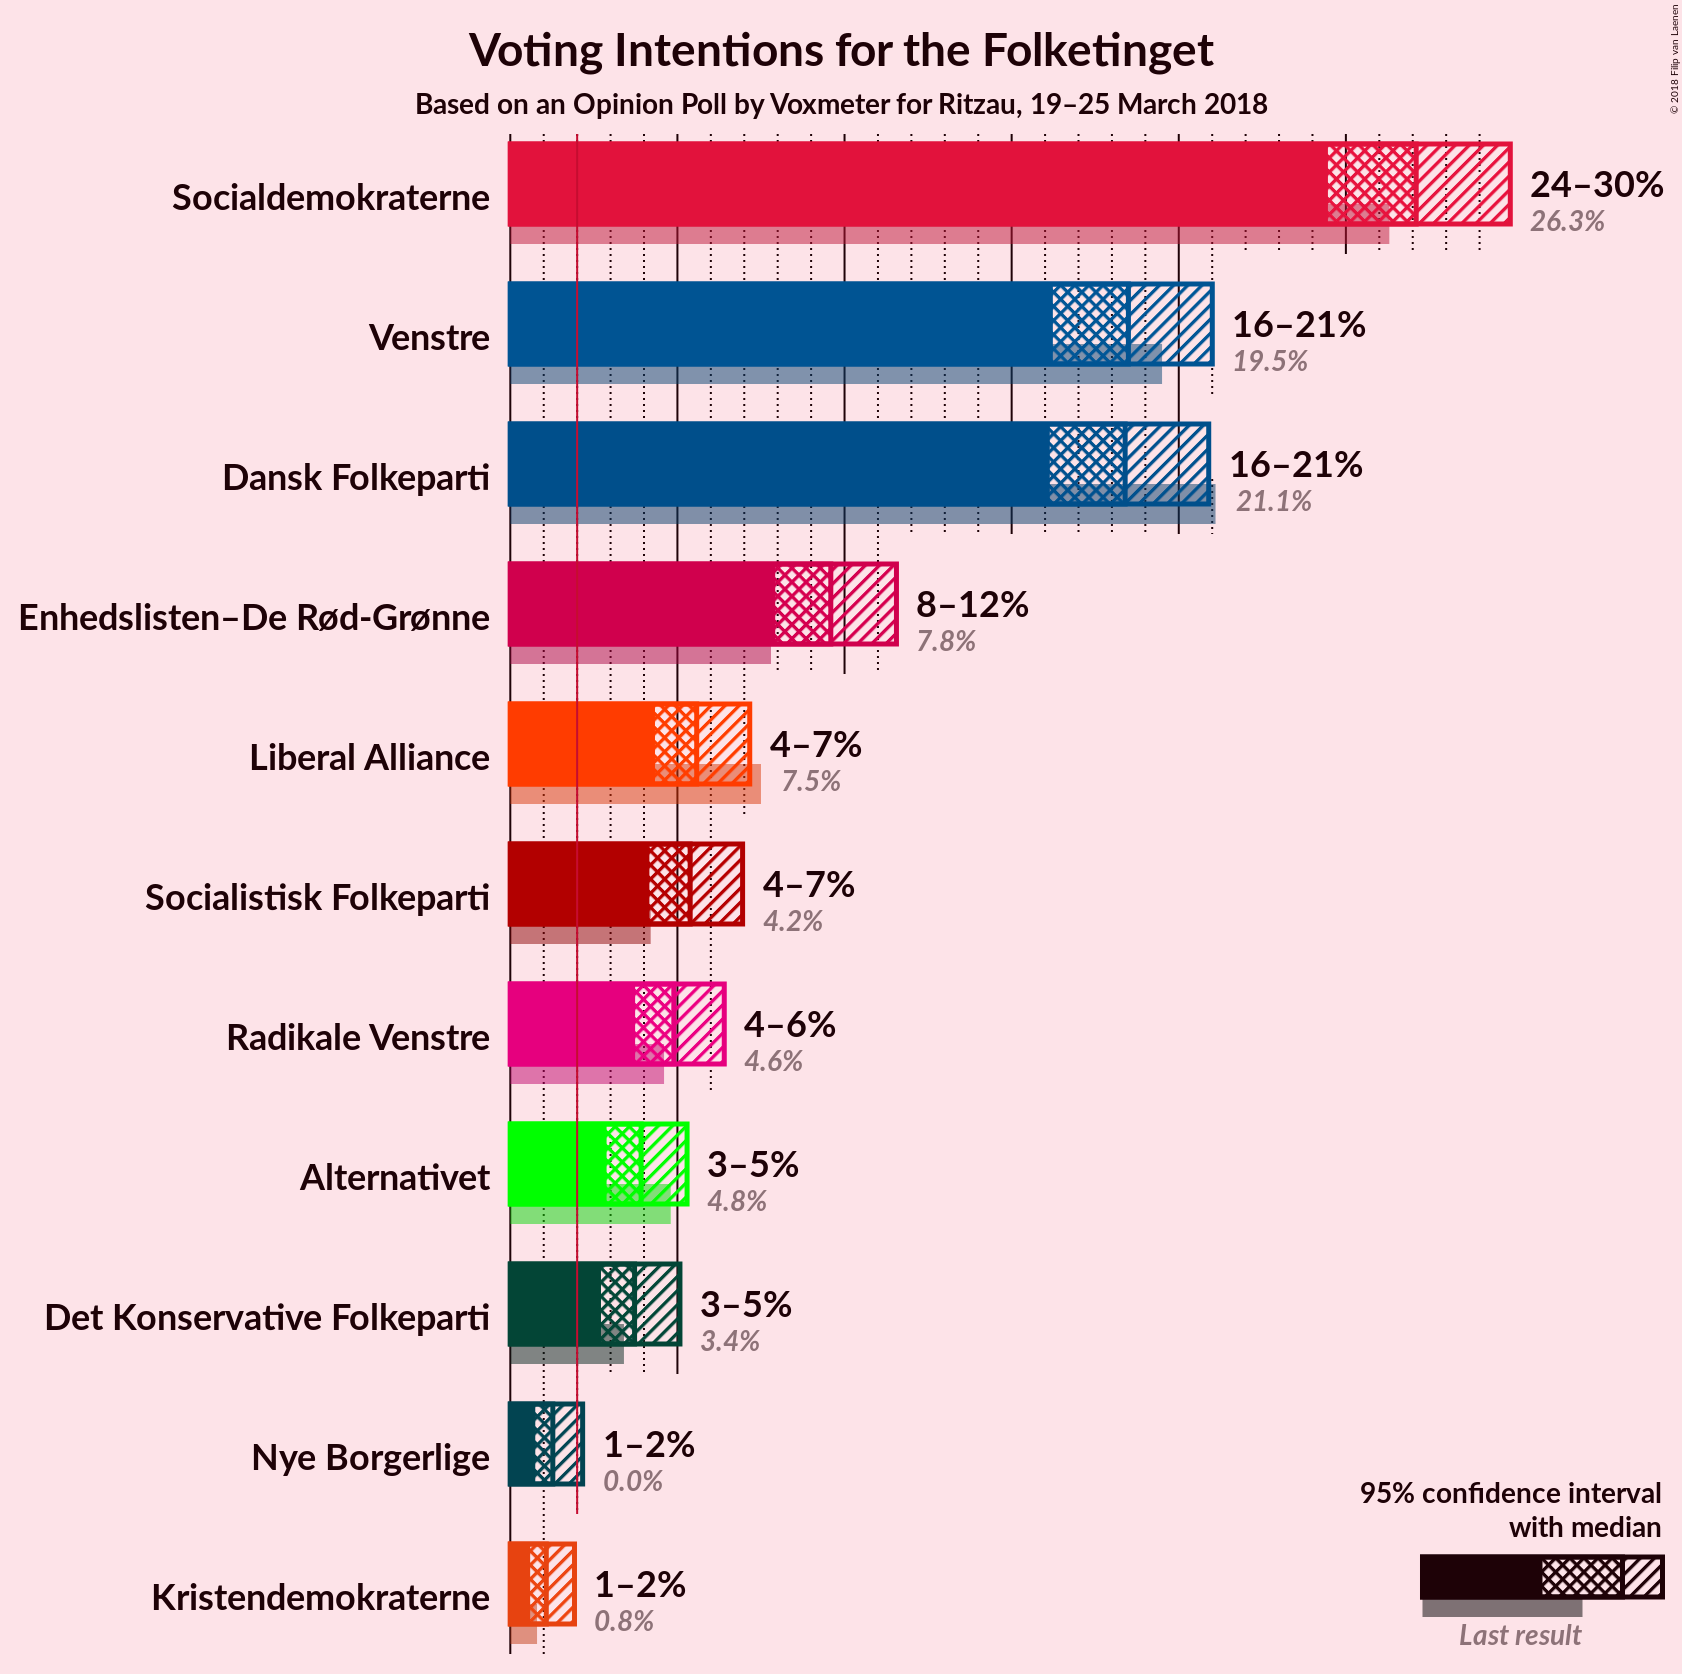 Voting Intentions for the Folketinget
Based on an Opinion Poll by Voxmeter for Ritzau, 19–25 March 2018
© 2018 Filip van Laenen
Socialdemokraterne
24–30%
26.3%
Venstre
16–21%
19.5%
Dansk Folkeparti
16–21%
21.1%
Enhedslisten–De Rød-Grønne
8–12%
7.8%
Liberal Alliance
4–7%
7.5%
Socialistisk Folkeparti
4–7%
4.2%
Radikale Venstre
4–6%
4.6%
Alternativet
3–5%
4.8%
Det Konservative Folkeparti
3–5%
3.4%
Nye Borgerlige
1–2%
0.0%
Kristendemokraterne
1–2%
0.8%
95% confidence interval
with median
Last result